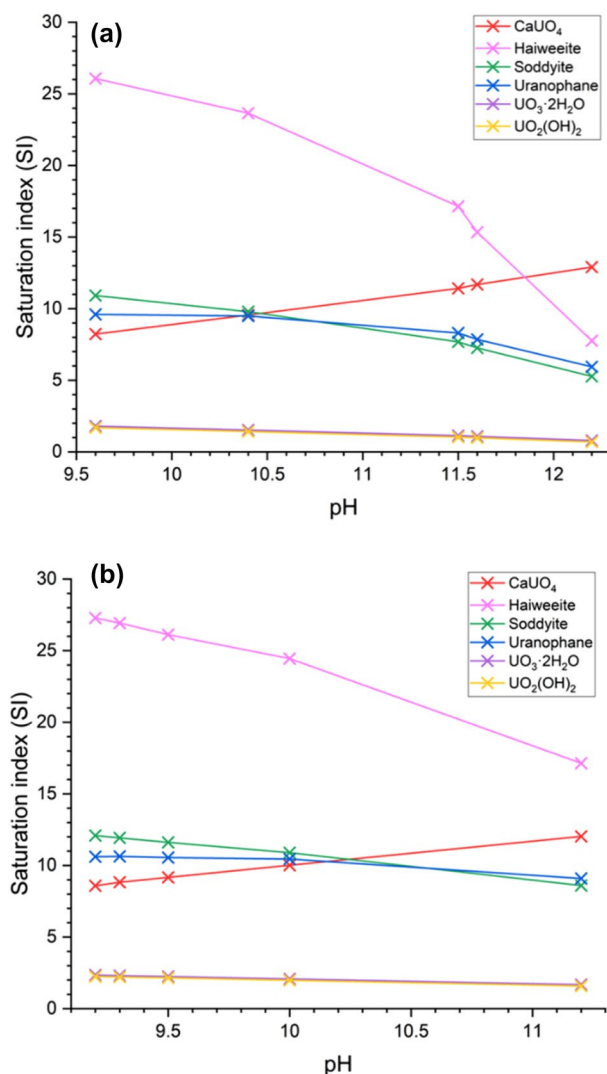 (a)
CaUO₄
Haiweeite
Soddyite
Uranophane
UO₃·2H₂O
UO₂(OH)₂
Saturation index (SI)
30
25
20
15
10
5
0
9.5 10 10.5 11 11.5 12
pH
(b)
CaUO₄
Haiweeite
Soddyite
Uranophane
UO₃·2H₂O
UO₂(OH)₂
Saturation index (SI)
30
25
20
15
10
5
0
9.5 10 10.5 11
pH